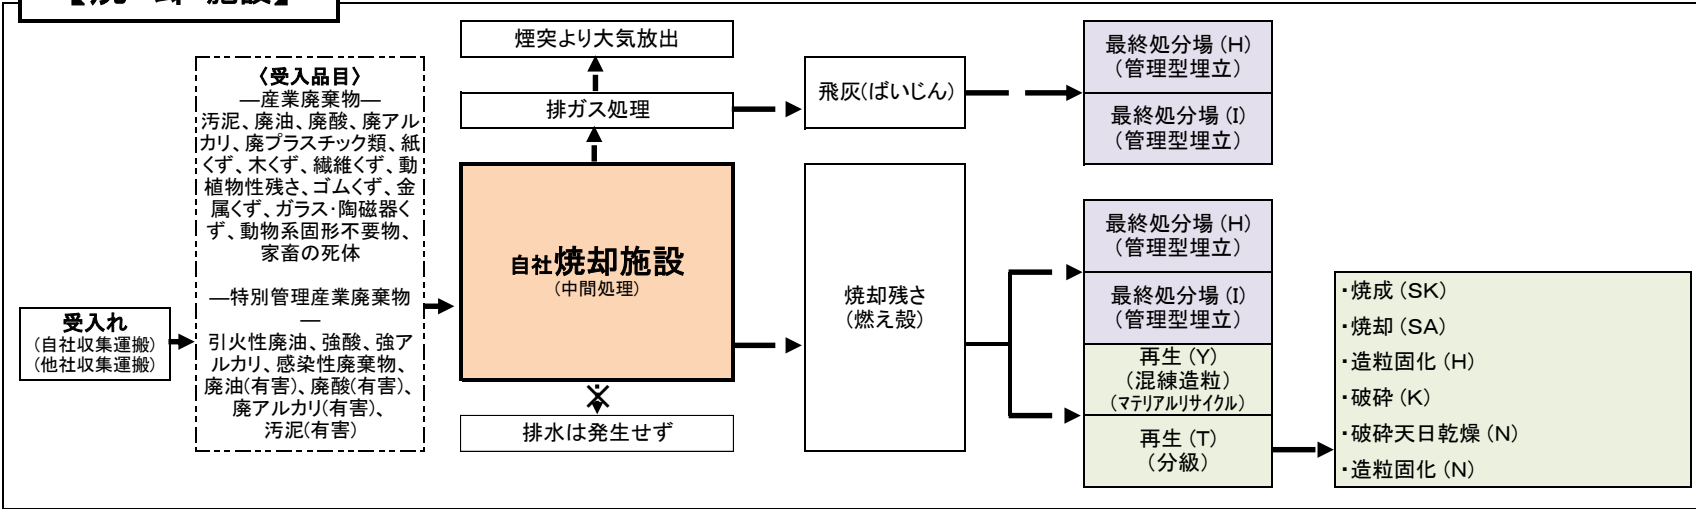 【焼 却 施設】
受入れ
(自社収集運搬)
(他社収集運搬)
〈受入品目〉
―産業廃棄物―
汚泥、廃油、廃酸、廃アル
カリ、廃プラスチック類、紙
くず、木くず、繊維くず、動
植物性残さ、ゴムくず、金
属くず、ガラス・陶磁器く
ず、動物系固形不要物、
家畜の死体
―特別管理産業廃棄物
―
引火性廃油、強酸、強ア
ルカリ、感染性廃棄物、
廃油(有害)、廃酸(有害)、
廃アルカリ(有害)、
汚泥(有害)
煙突より大気放出
排ガス処理
自社焼却施設
(中間処理)
※
排水は発生せず
飛灰(ばいじん)
焼却残さ
(燃え殻)
最終処分場 (H)
(管理型埋立)
最終処分場 (I)
(管理型埋立)
最終処分場 (H)
(管理型埋立)
最終処分場 (I)
(管理型埋立)
再生 (Y)
(混練造粒)
(マテリアルリサイクル)
再生 (T)
(分級)
・焼成 (SK)
・焼却 (SA)
・造粒固化 (H)
・破砕 (K)
・破砕天日乾燥 (N)
・造粒固化 (N)